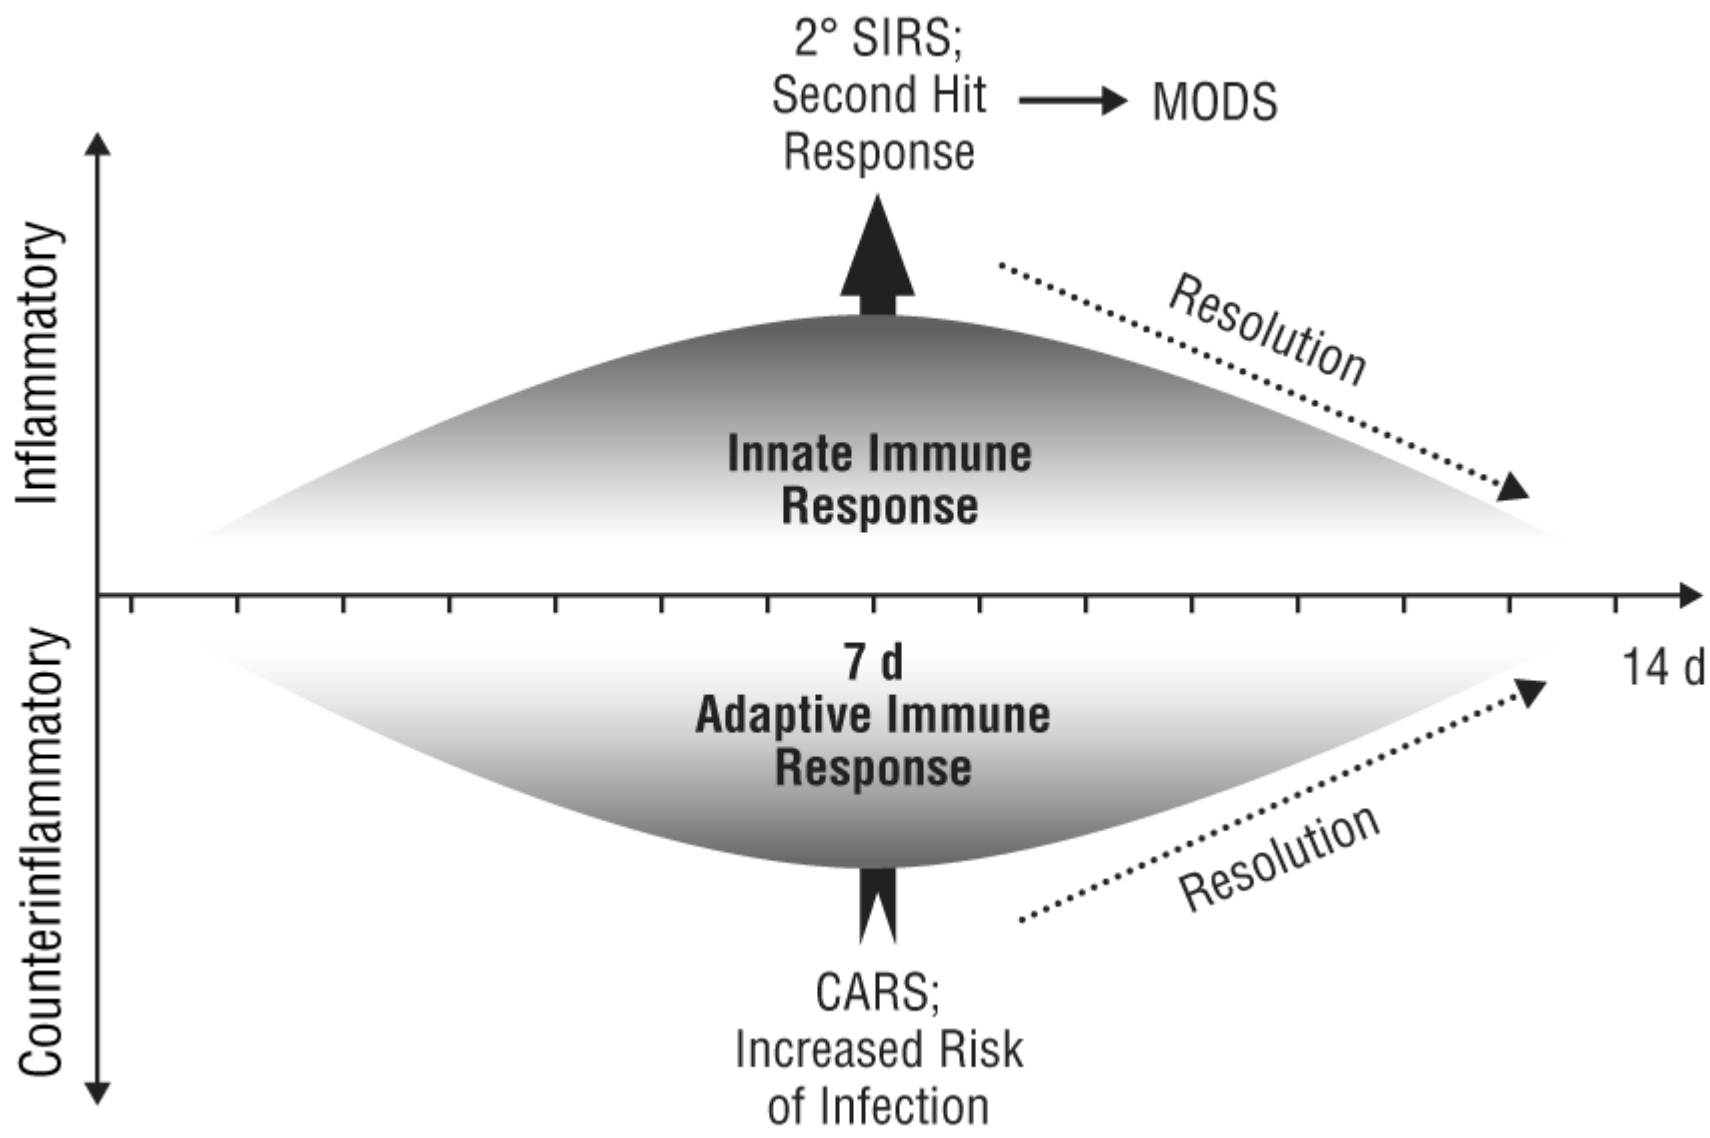 2° SIRS;
Second Hit
Response
MODS
Inflammatory
Resolution
Innate Immune
Response
7 d
14 d
Adaptive Immune
Response
Counterinflammatory
Resolution
CARS;
Increased Risk
of Infection